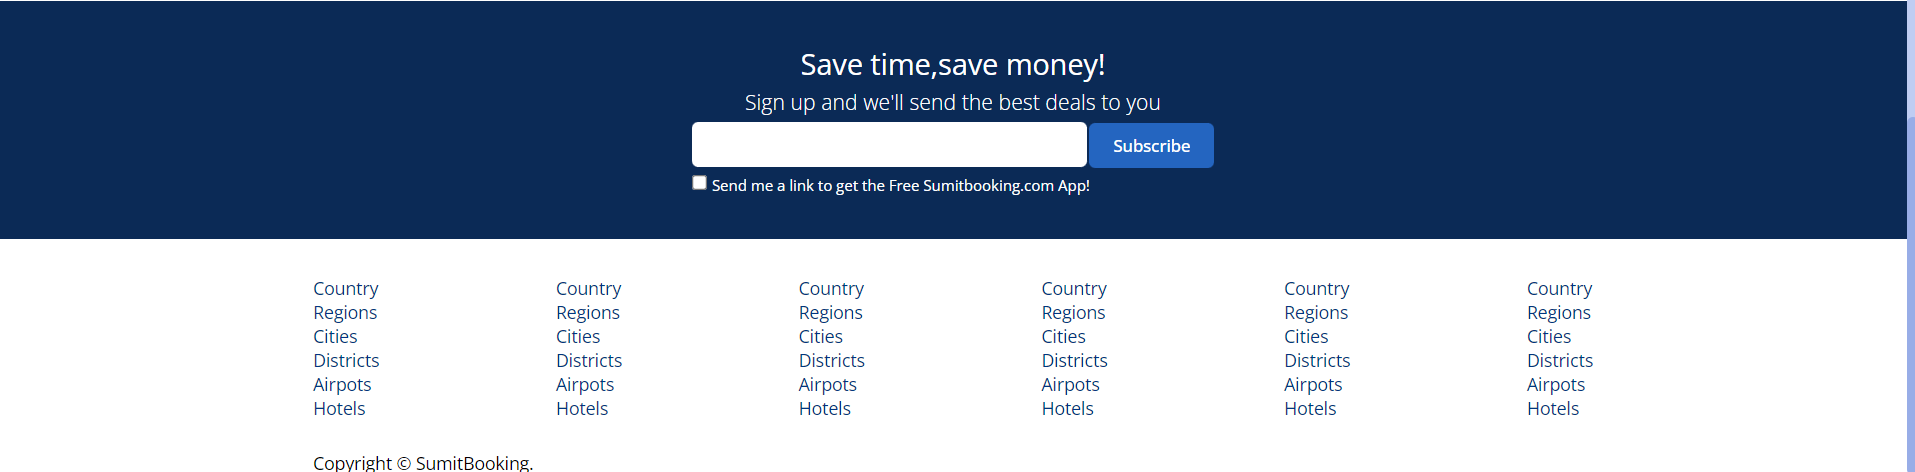 Save time,save money!
Sign up and we'll send the best deals to you
Subscribe
Send me a link to get the Free Sumitbooking.com App!
Country Country Country Country Country Country
Regions Regions Regions Regions Regions Regions
Cities Cities Cities Cities Cities Cities
Districts Districts Districts Districts Districts Districts
Airpots Airpots Airpots Airpots Airpots Airpots
Hotels Hotels Hotels Hotels Hotels Hotels
Copyright © SumitBooking.